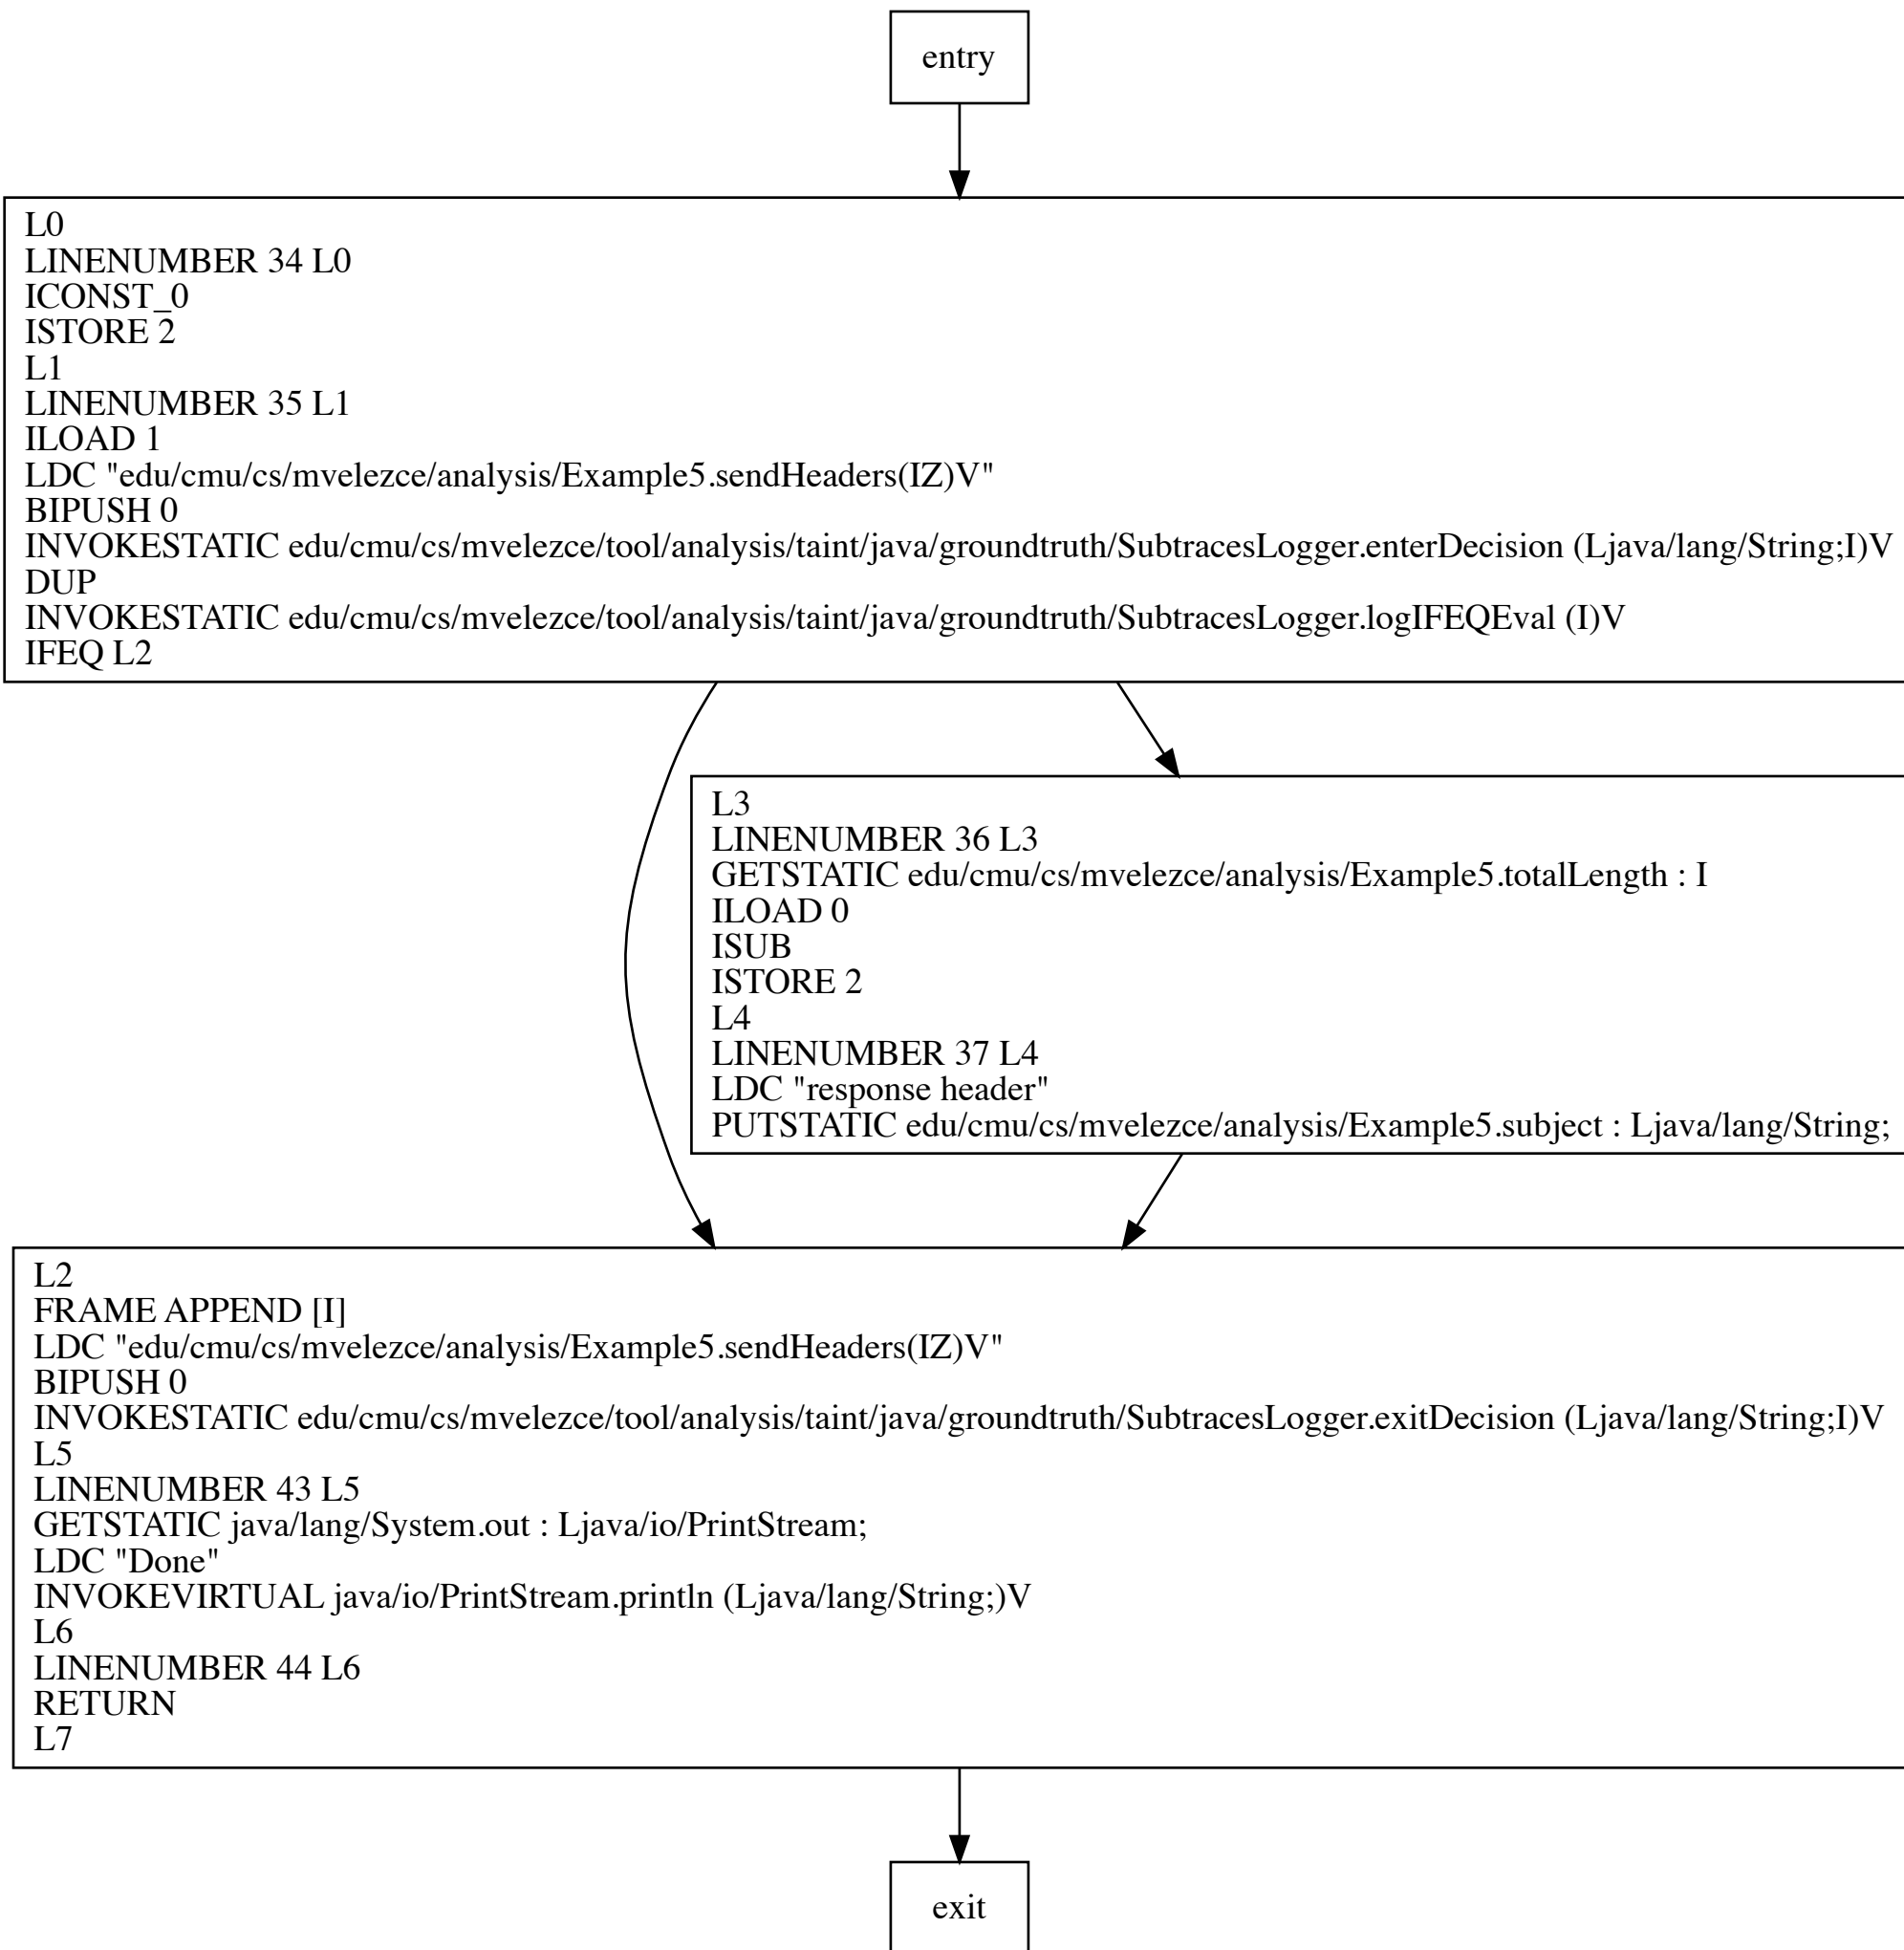 entry
L0
LINENUMBER 34 L0
ICONST_0
ISTORE 2
L1
LINENUMBER 35 L1
ILOAD 1
LDC "edu/cmu/cs/mvelezce/analysis/Example5.sendHeaders(IZ)V"
BIPUSH 0
INVOKESTATIC edu/cmu/cs/mvelezce/tool/analysis/taint/java/groundtruth/SubtracesLogger.enterDecision (Ljava/lang/String;I)V
DUP
INVOKESTATIC edu/cmu/cs/mvelezce/tool/analysis/taint/java/groundtruth/SubtracesLogger.logIFEQEval (I)V
IFEQ L2
L3
LINENUMBER 36 L3
GETSTATIC edu/cmu/cs/mvelezce/analysis/Example5.totalLength : I
ILOAD 0
ISUB
ISTORE 2
L4
LINENUMBER 37 L4
LDC "response header"
PUTSTATIC edu/cmu/cs/mvelezce/analysis/Example5.subject : Ljava/lang/String;
L2
FRAME APPEND [I]
LDC "edu/cmu/cs/mvelezce/analysis/Example5.sendHeaders(IZ)V"
BIPUSH 0
INVOKESTATIC edu/cmu/cs/mvelezce/tool/analysis/taint/java/groundtruth/SubtracesLogger.exitDecision (Ljava/lang/String;I)V
L5
LINENUMBER 43 L5
GETSTATIC java/lang/System.out : Ljava/io/PrintStream;
LDC "Done"
INVOKEVIRTUAL java/io/PrintStream.println (Ljava/lang/String;)V
L6
LINENUMBER 44 L6
RETURN
L7
exit